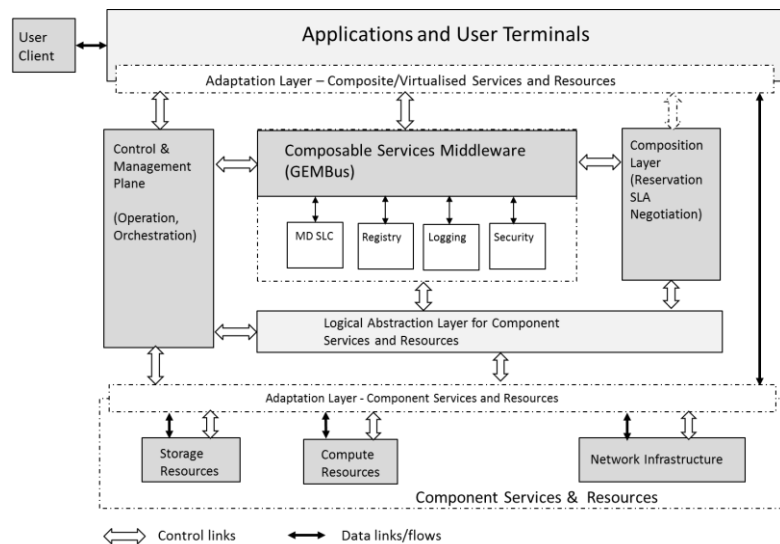 User
Client
Applications and User Terminals
Adaptation Layer – Composite/Virtualised Services and Resources
Control &
Management
Plane
(Operation,
Orchestration)
Composable Services Middleware
(GEMBus)
Composition
Layer
(Reservation
SLA
Negotiation)
MD SLC
Registry
Logging
Security
Logical Abstraction Layer for Component
Services and Resources
Adaptation Layer - Component Services and Resources
Storage
Resources
Compute
Resources
Network Infrastructure
Component Services & Resources
Control links
Data links/flows